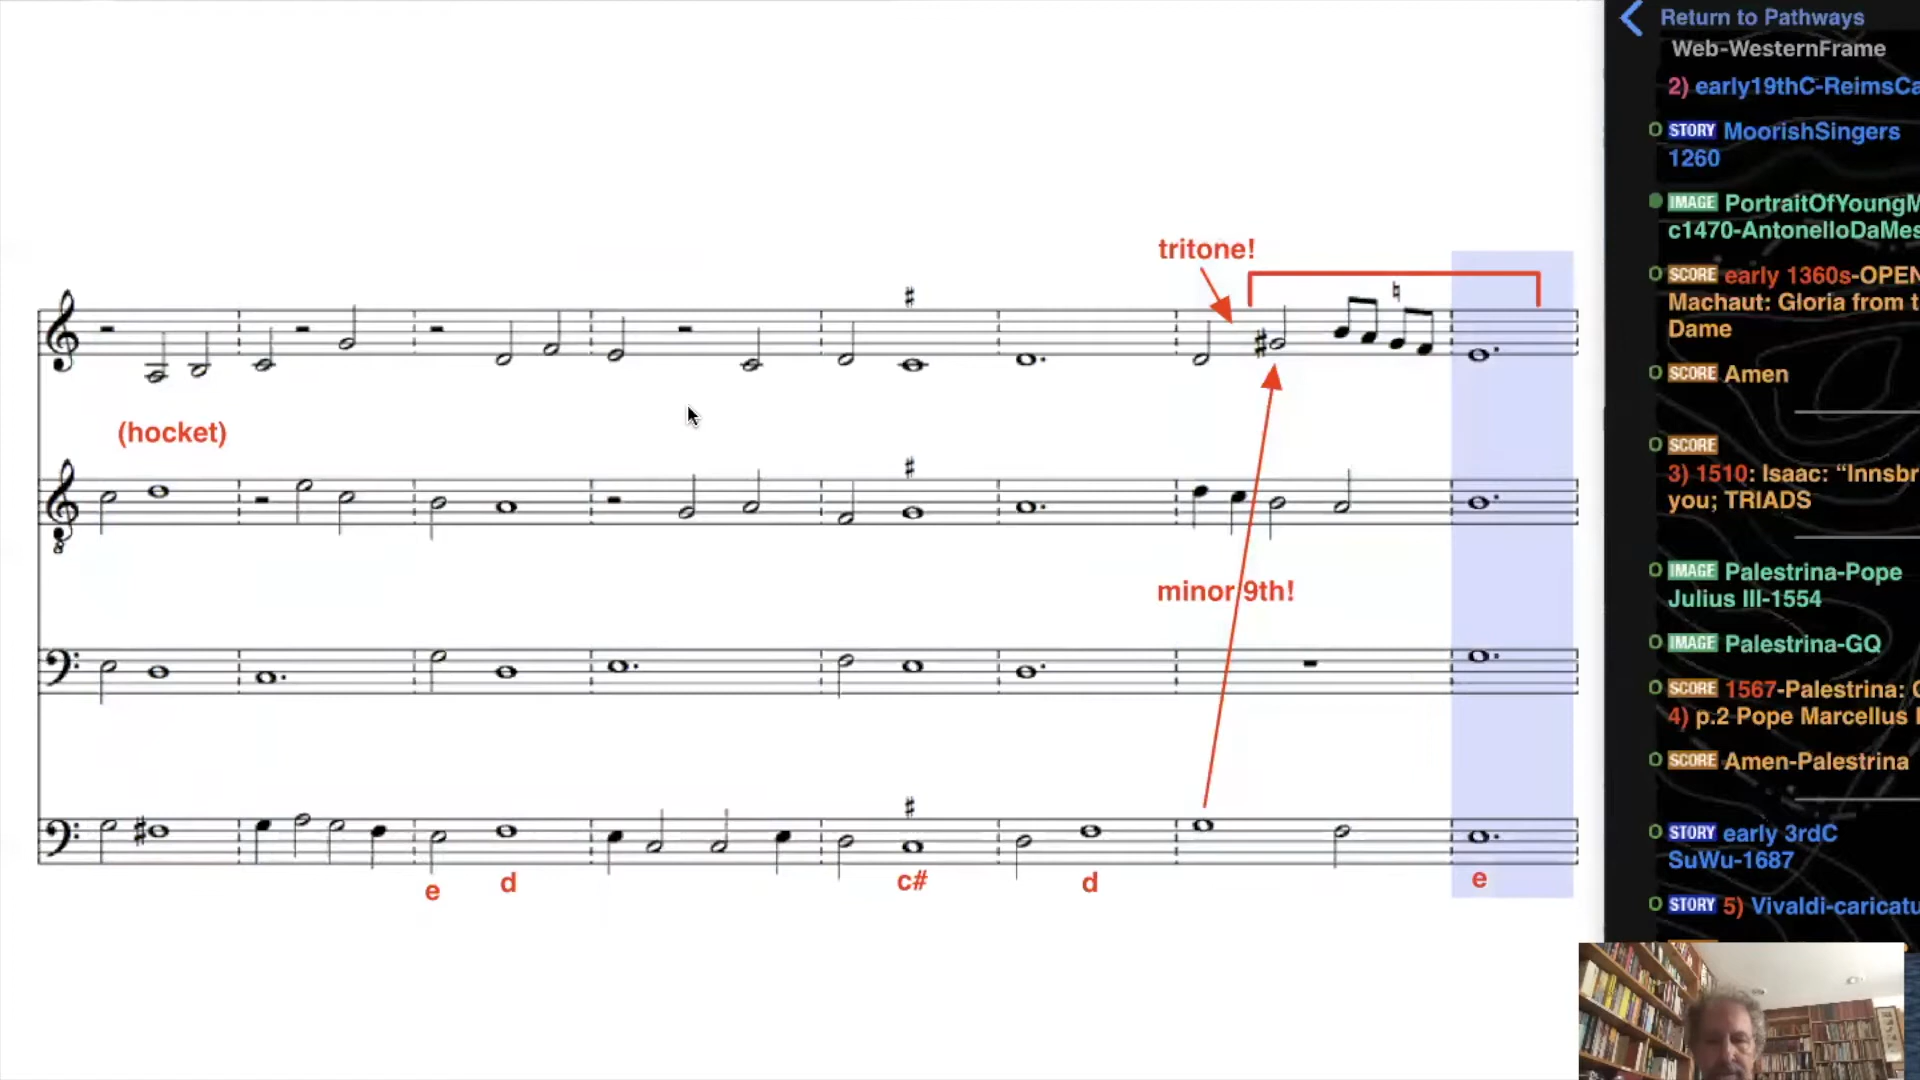 tritone!
(hocket)
minor 9th!
e
d
c#
d
e
8
Return to Pathways
Web-WesternFrame
2) early19thC-ReimsCa
STORY MoorishSingers
1260
IMAGE PortraitOfYoungM
c1470-AntonelloDaMes
SCORE early 1360s-OPEN
Machaut: Gloria from t
Dame
SCORE Amen
SCORE
3) 1510: Isaac: “Innsbr
you; TRIADS
IMAGE Palestrina-Pope
Julius III-1554
IMAGE Palestrina-GQ
SCORE 1567-Palestrina:
4) p.2 Pope Marcellus
SCORE Amen-Palestrina
STORY early 3rdC
SuWu-1687
STORY 5) Vivaldi-caricatu